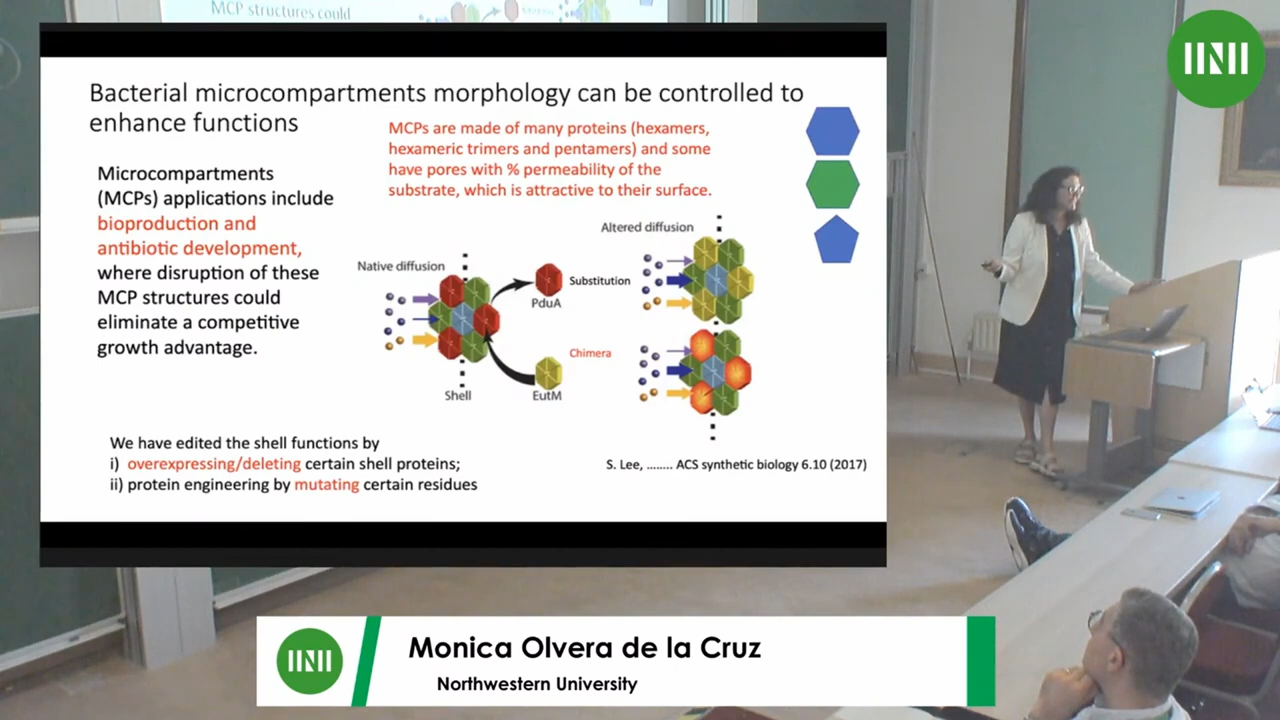 MCP structures could
Bacterial microcompartments morphology can be controlled to
enhance functions
MCPs are made of many proteins (hexamers,
hexameric trimers and pentamers) and some
have pores with % permeability of the
substrate, which is attractive to their surface.
Microcompartments
(MCPs) applications include
bioproduction and
antibiotic development,
where disruption of these
MCP structures could
eliminate a competitive
growth advantage.
Altered diffusion
Native diffusion
Substitution
PduA
Chimera
Shell
EutM
We have edited the shell functions by
i) overexpressing/deleting certain shell proteins;
ii) protein engineering by mutating certain residues
S. Lee, ........ ACS synthetic biology 6.10 (2017)
Monica Olvera de la Cruz
Northwestern University